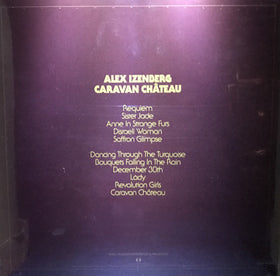 ALEX IZENBERG
CARAVAN CHÂTEAU
Requiem
Sister Jade
Anne In Strange Furs
Disraeli Woman
Saffron Glimpse
Dancing Through The Turquoise
Bouquets Falling In The Rain
December 30th
Lady
Revolution Girls
Caravan Château